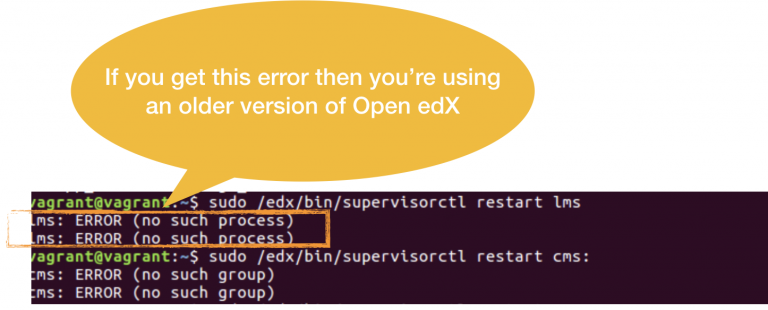 If you get this error then you're using
an older version of Open edX
vagrant@vagrant:~$ sudo /edx/bin/supervisorctl restart lms
lms: ERROR (no such process)
lms: ERROR (no such process)
vagrant@vagrant:~$ sudo /edx/bin/supervisorctl restart cms:
cms: ERROR (no such group)
cms: ERROR (no such group)